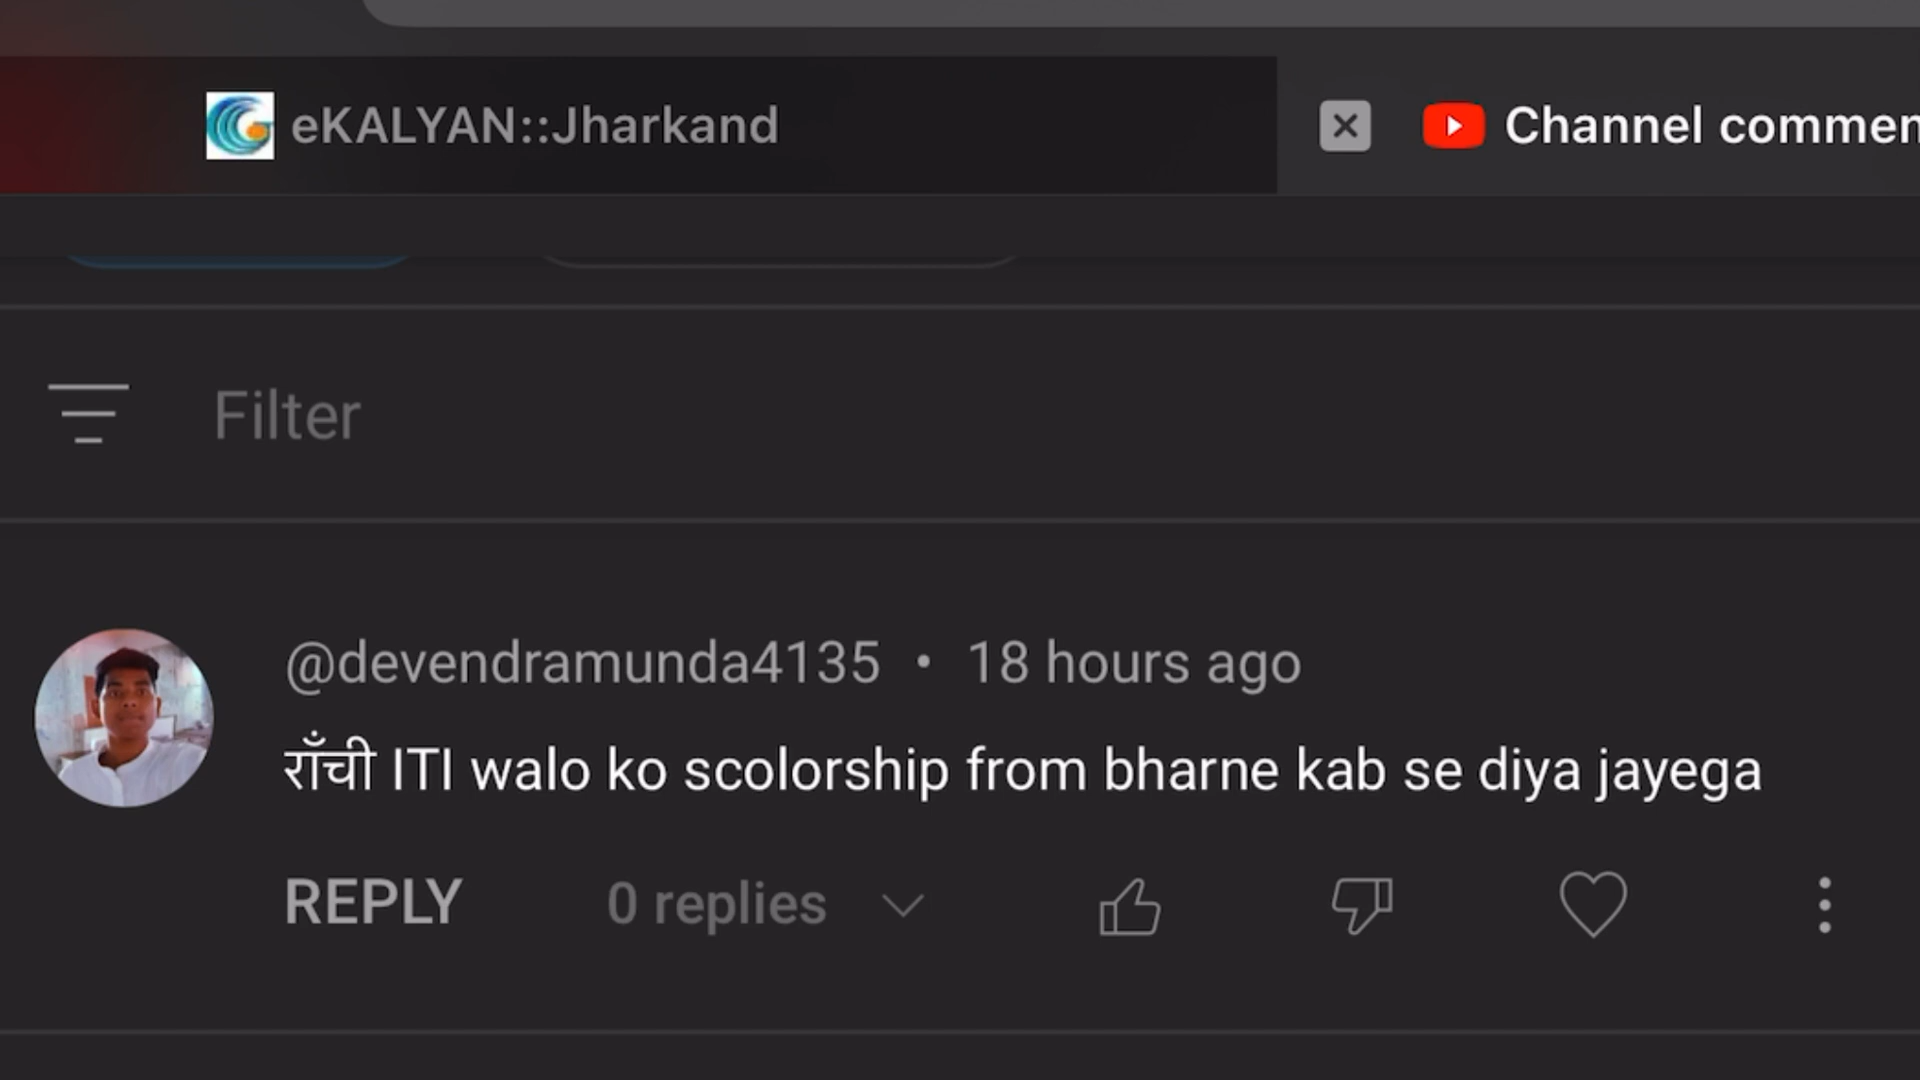 eKALYAN::Jharkand
Channel commen
Filter
@devendramunda4135 • 18 hours ago
राँची ITI walo ko scolorship from bharne kab se diya jayega
REPLY 0 replies